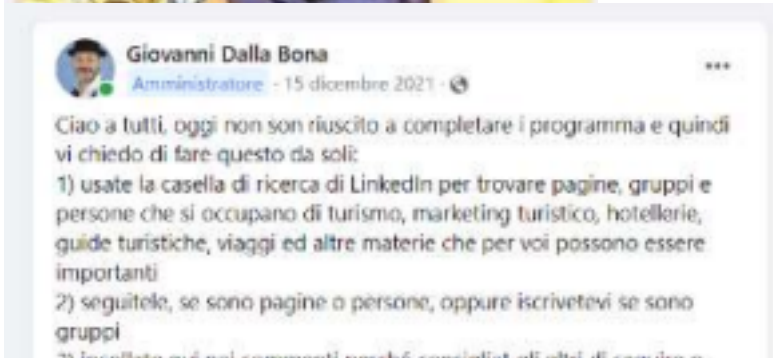 Giovanni Dalla Bona
Amministratore · 15 dicembre 2021 ·
Ciao a tutti, oggi non son riuscito a completare i programma e quindi
vi chiedo di fare questo da soli:
1) usate la casella di ricerca di LinkedIn per trovare pagine, gruppi e
persone che si occupano di turismo, marketing turistico, hotellerie,
guide turistiche, viaggi ed altre materie che per voi possono essere
importanti
2) seguitele, se sono pagine o persone, oppure iscrivetevi se sono
gruppi